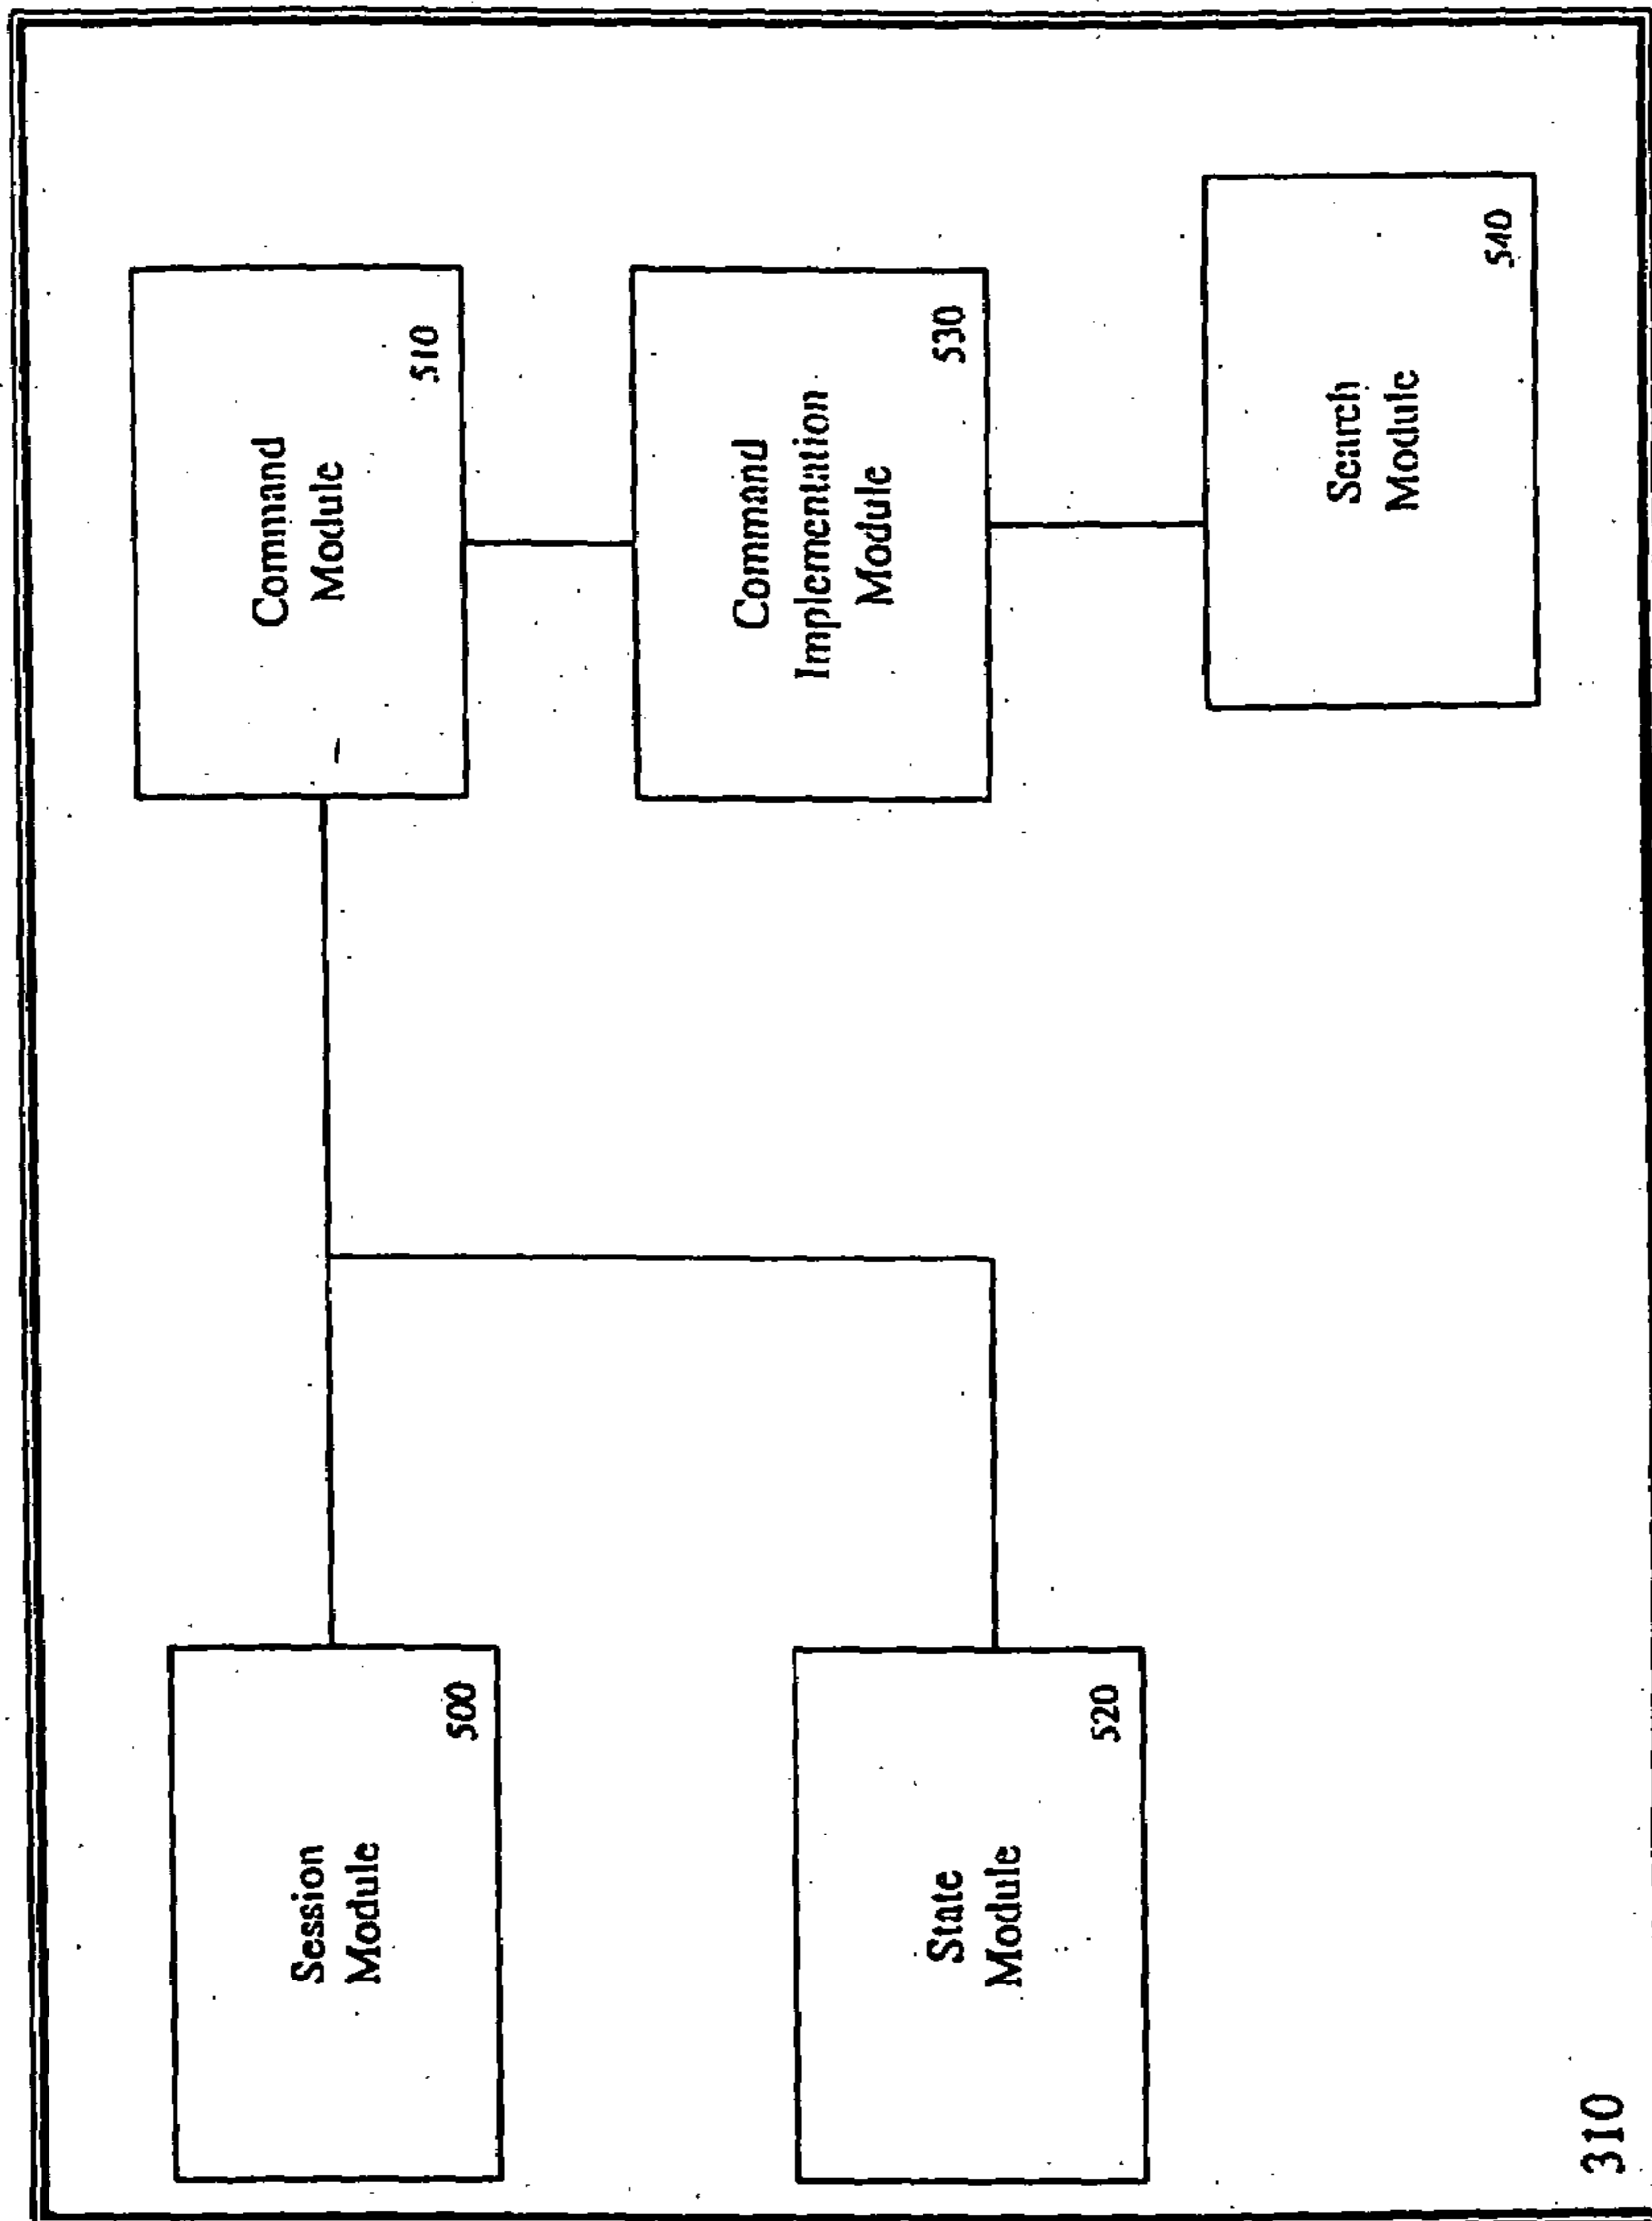 Session
Module
500
Command
Module
510
State
Module
520
Command
Implementation
Module
530
Search
Module
540
310